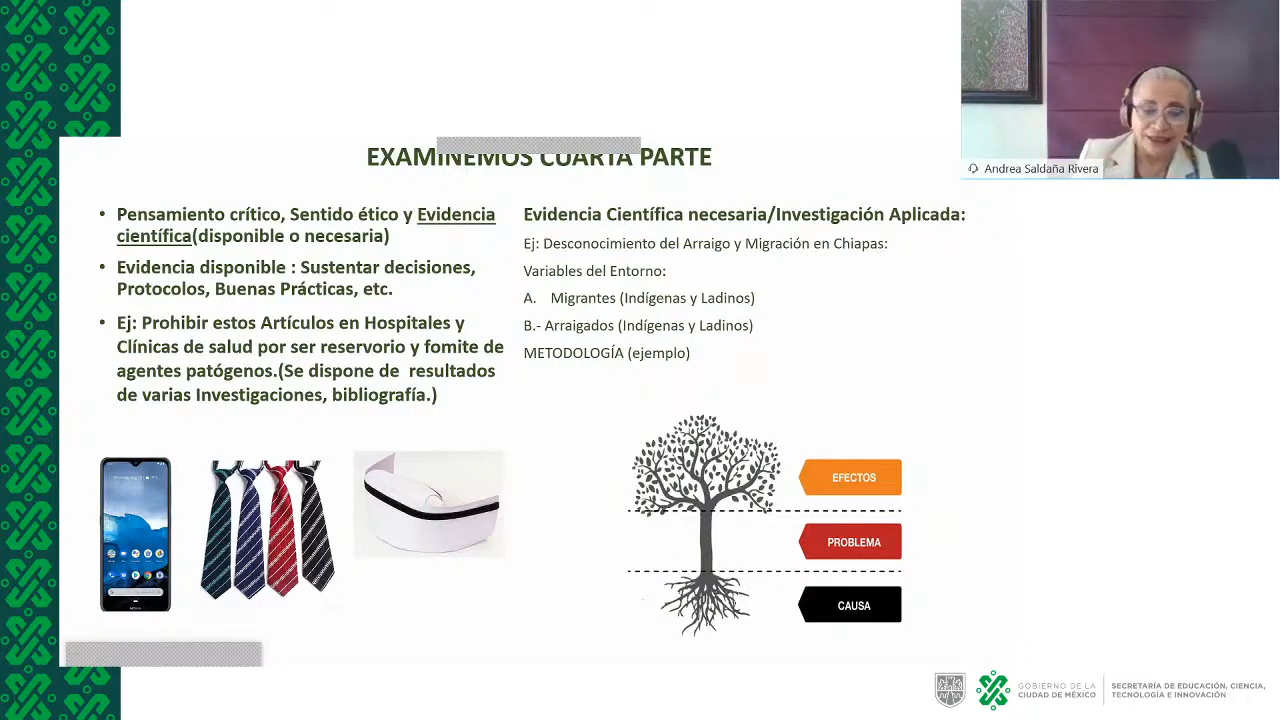 EXAMINEMOS CUARTA PARTE
• Pensamiento crítico, Sentido ético y Evidencia
científica(disponible o necesaria)
• Evidencia disponible : Sustentar decisiones,
Protocolos, Buenas Prácticas, etc.
• Ej: Prohibir estos Artículos en Hospitales y
Clínicas de salud por ser reservorio y fomite de
agentes patógenos.(Se dispone de resultados
de varias Investigaciones, bibliografía.)
Evidencia Científica necesaria/Investigación Aplicada:
Ej: Desconocimiento del Arraigo y Migración en Chiapas:
Variables del Entorno:
A. Migrantes (Indígenas y Ladinos)
B.- Arraigados (Indígenas y Ladinos)
METODOLOGÍA (ejemplo)
EFECTOS
PROBLEMA
CAUSA
Andrea Saldaña Rivera
GOBIERNO DE LA
CIUDAD DE MÉXICO
SECRETARÍA DE EDUCACIÓN, CIENCIA,
TECNOLOGÍA E INNOVACIÓN